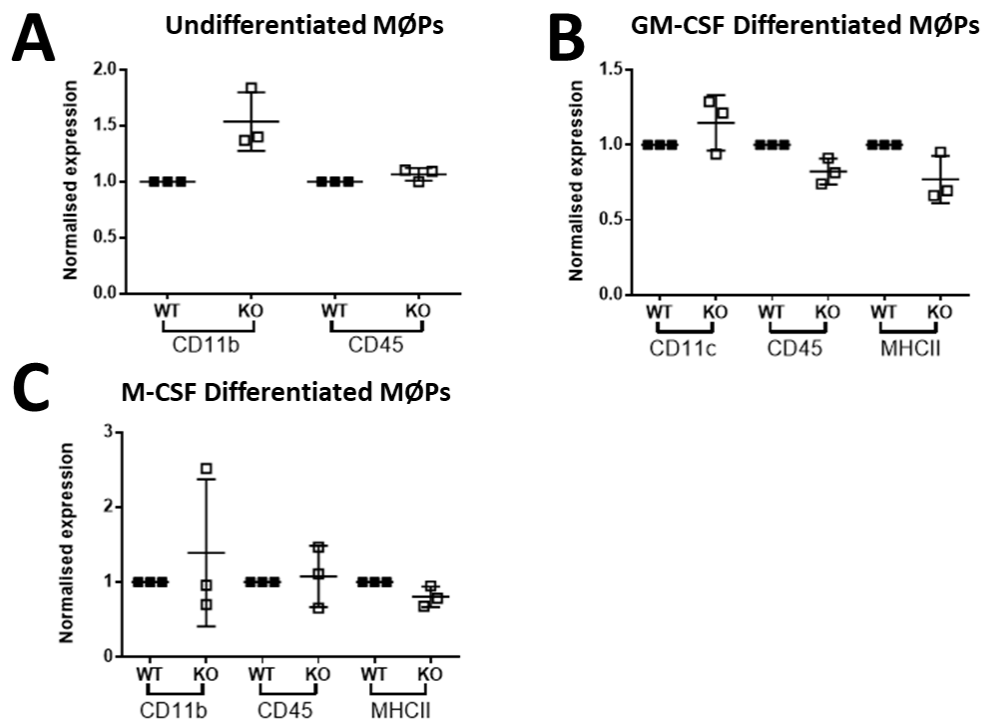 A
Undifferentiated MØPs
Normalised expression
2.0
1.5
1.0
0.5
0.0
WT KO WT KO
CD11b CD45
B
GM-CSF Differentiated MØPs
Normalised expression
1.5
1.0
0.5
0.0
WT KO WT KO WT KO
CD11c CD45 MHCII
C
M-CSF Differentiated MØPs
Normalised expression
3
2
1
0
WT KO WT KO WT KO
CD11b CD45 MHCII